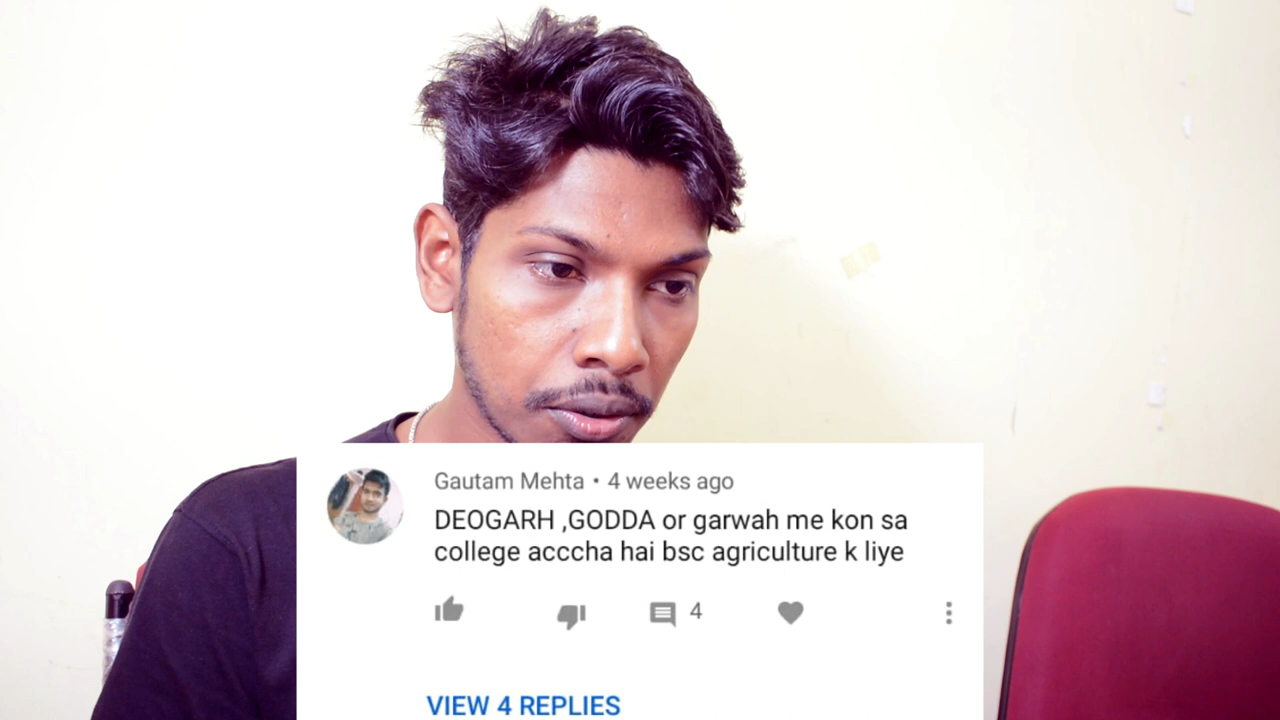 Gautam Mehta • 4 weeks ago
DEOGARH ,GODDA or garwah me kon sa
college acccha hai bsc agriculture k liye
4
VIEW 4 REPLIES